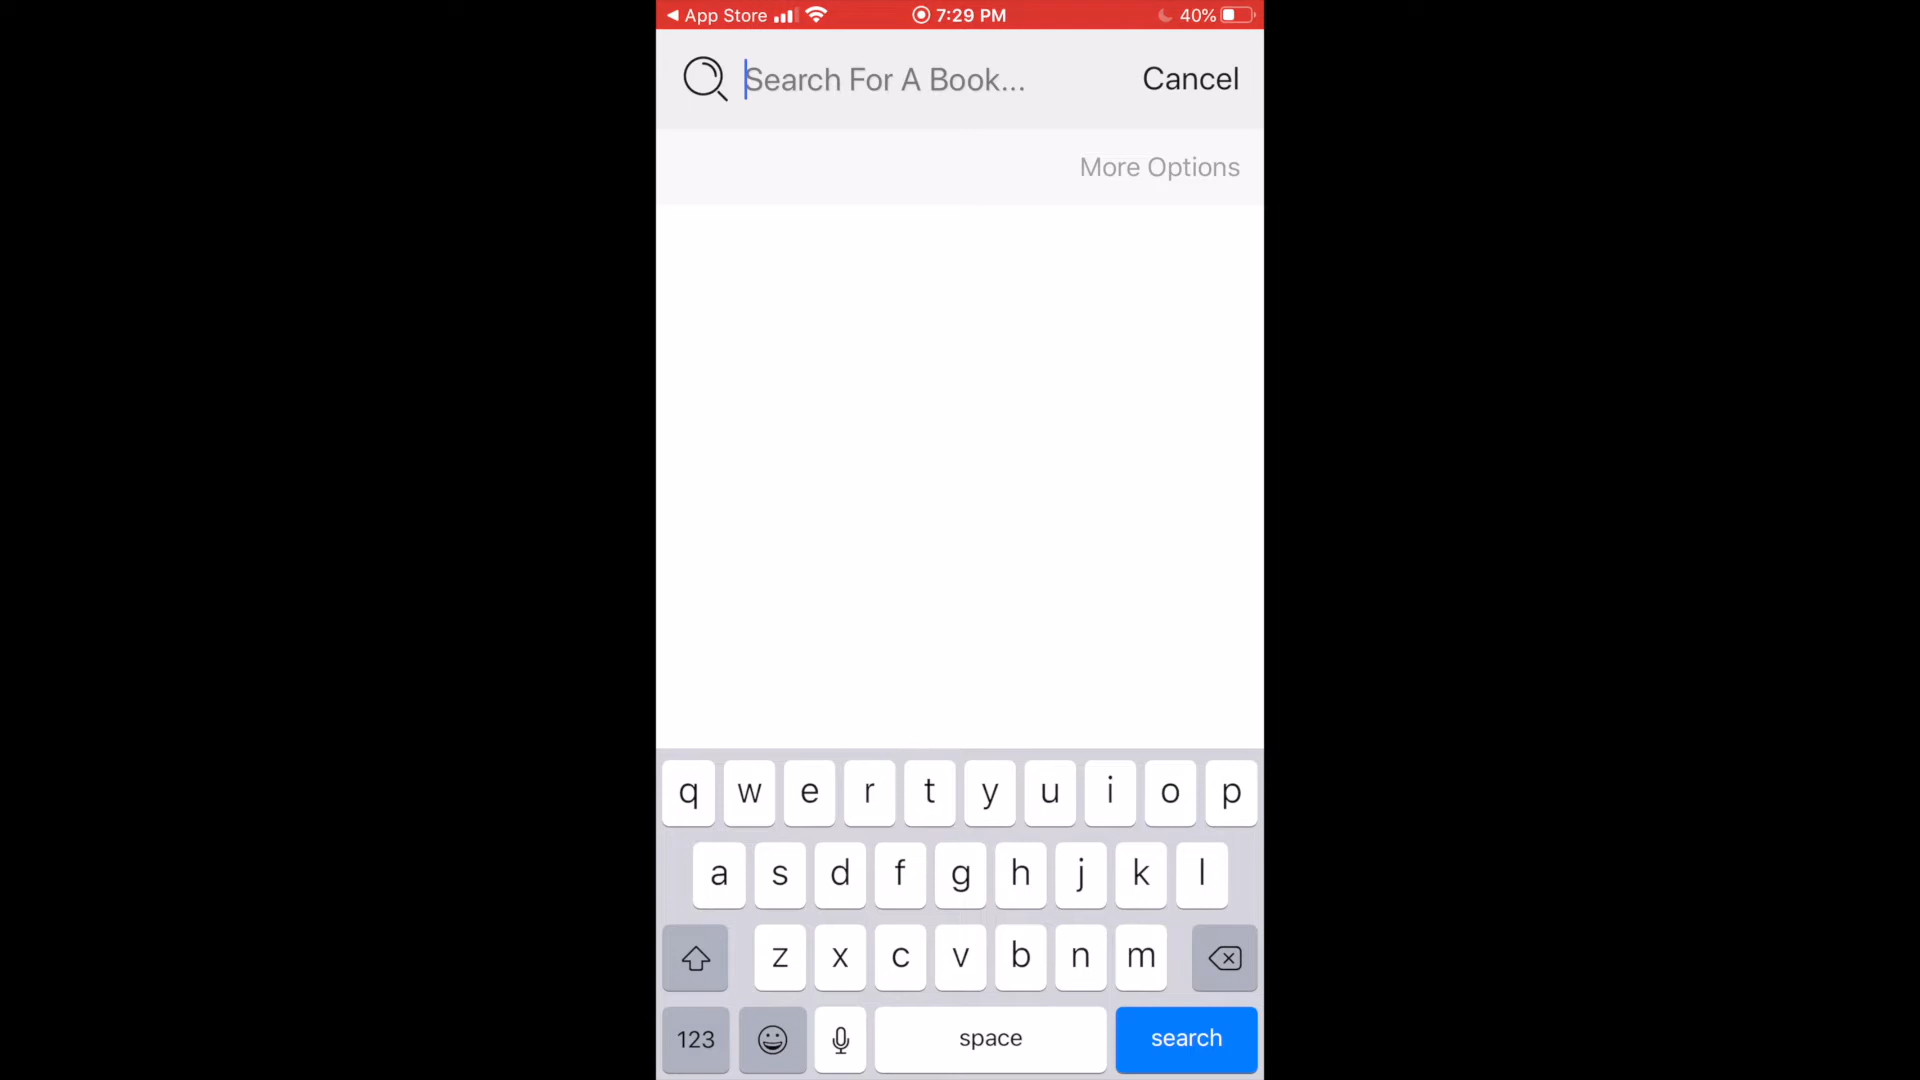 ◀ App Store 7:29 PM 40%
Search For A Book... Cancel
More Options
q w e r t y u i o p
a s d f g h j k l
z x c v b n m
123 space search